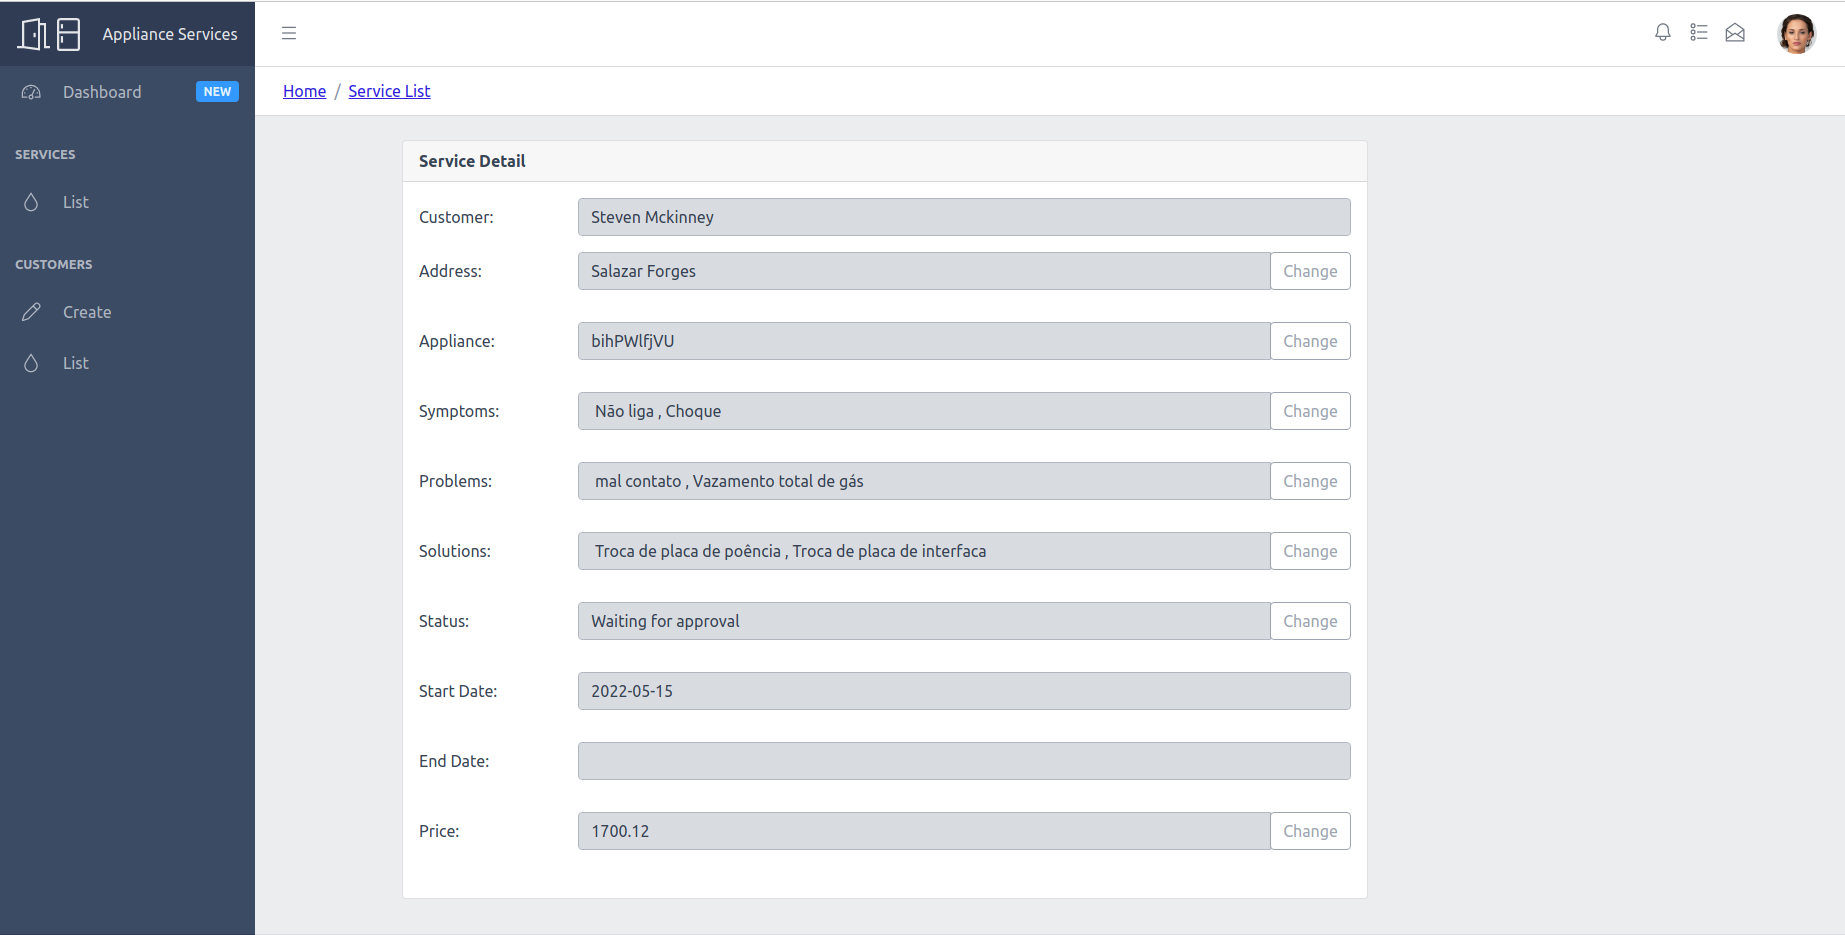 Appliance Services
Dashboard NEW
SERVICES
List
CUSTOMERS
Create
List
Home / Service List
Service Detail
Customer: Steven Mckinney
Address: Salazar Forges Change
Appliance: bihPWlfjVU Change
Symptoms: Não liga , Choque Change
Problems: mal contato , Vazamento total de gás Change
Solutions: Troca de placa de poência , Troca de placa de interfaca Change
Status: Waiting for approval Change
Start Date: 2022-05-15
End Date:
Price: 1700.12 Change